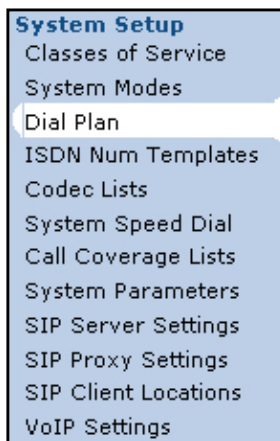 System Setup
Classes of Service
System Modes
Dial Plan
ISDN Num Templates
Codec Lists
System Speed Dial
Call Coverage Lists
System Parameters
SIP Server Settings
SIP Proxy Settings
SIP Client Locations
VoIP Settings